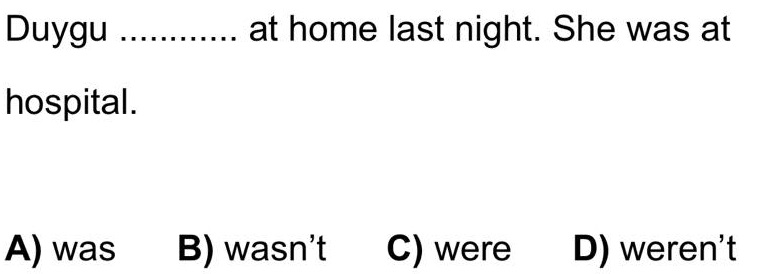 Duygu ............ at home last night. She was at
hospital.
A) was B) wasn’t C) were D) weren’t